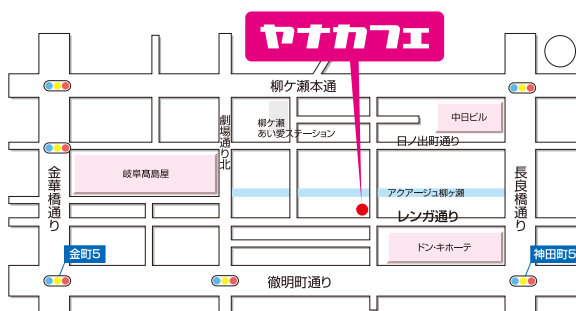 ヤナカフェ
柳ケ瀬本通
中日ビル
柳ケ瀬
あい愛ステーション
劇場通り北
日ノ出町通り
岐阜髙島屋
金華橋通り
長良橋通り
アクアージュ柳ヶ瀬
レンガ通り
ドン・キホーテ
金町5
神田町5
徹明町通り